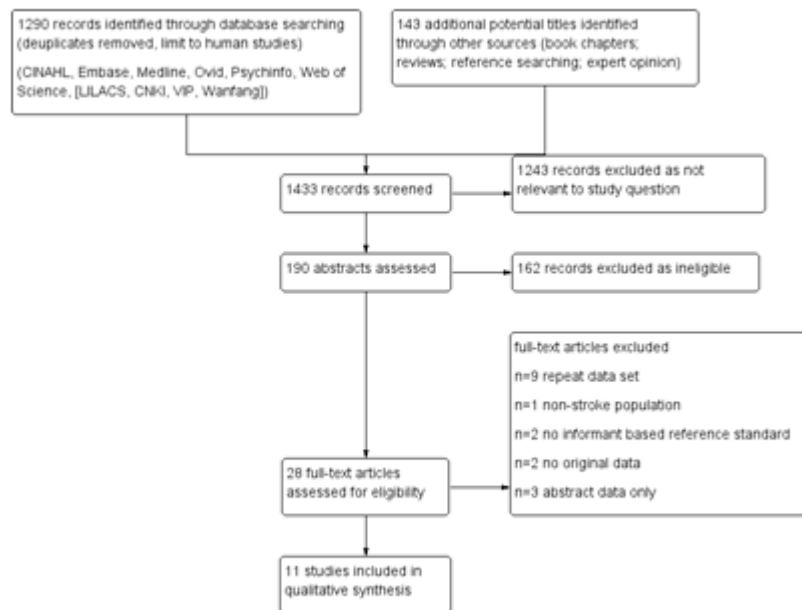 1290 records identified through database searching
(deuplicates removed, limit to human studies)
(CINAHL, Embase, Medline, Ovid, Psychinfo, Web of
Science, [LILACS, CNKI, VIP, Wanfang])
143 additional potential titles identified
through other sources (book chapters;
reviews; reference searching; expert opinion)
1433 records screened
1243 records excluded as not
relevant to study question
190 abstracts assessed
162 records excluded as ineligible
full-text articles excluded
n=9 repeat data set
n=1 non-stroke population
n=2 no informant based reference standard
n=2 no original data
n=3 abstract data only
28 full-text articles
assessed for eligibility
11 studies included in
qualitative synthesis